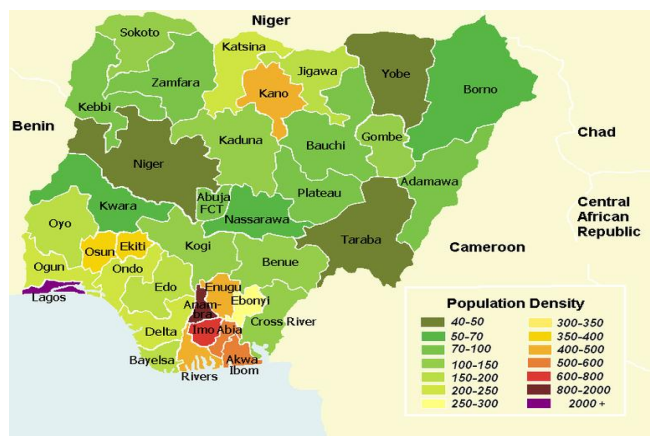 Niger
Sokoto
Katsina
Jigawa
Yobe
Borno
Zamfara
Kano
Kebbi
Benin
Chad
Kaduna
Gombe
Bauchi
Niger
Adamawa
Abuja
FCT
Plateau
Kwara
Nassarawa
Central
African
Republic
Oyo
Taraba
Cameroon
Osun
Ekiti
Kogi
Benue
Ogun
Ondo
Lagos
Edo
Enugu
Ebonyi
Anam-
bra
Cross River
Delta
Imo
Abia
Bayelsa
Akwa
Ibom
Rivers
Population Density
40-50
50-70
70-100
100-150
150-200
200-250
250-300
300-350
350-400
400-500
500-600
600-800
800-2000
2000 +